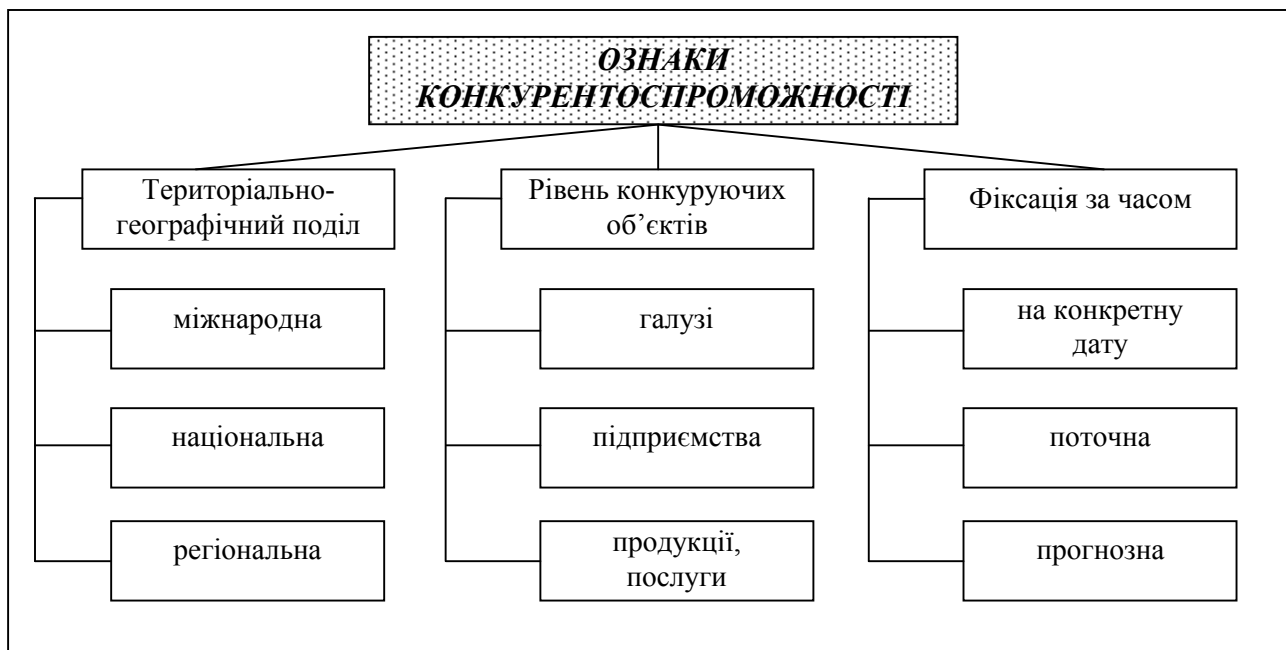 ОЗНАКИ
КОНКУРЕНТОСПРОМОЖНОСТІ
Територіально-
географічний поділ
міжнародна
національна
регіональна
Рівень конкуруючих
об’єктів
галузі
підприємства
продукції,
послуги
Фіксація за часом
на конкретну
дату
поточна
прогнозна